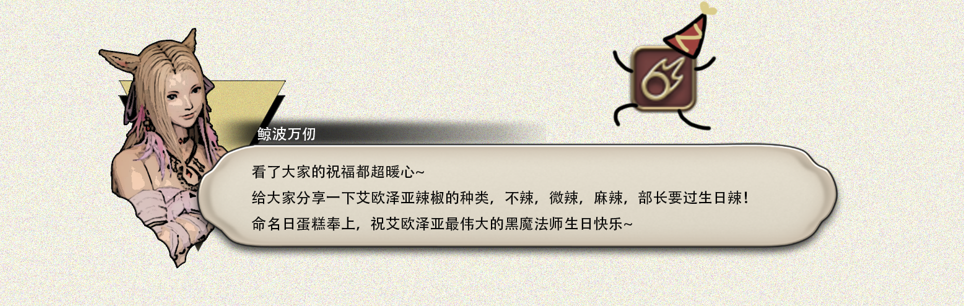 鲸波万仞
看了大家的祝福都超暖心~
给大家分享一下艾欧泽亚辣椒的种类，不辣，微辣，麻辣，部长要过生日辣！
命名日蛋糕奉上，祝艾欧泽亚最伟大的黑魔法师生日快乐~